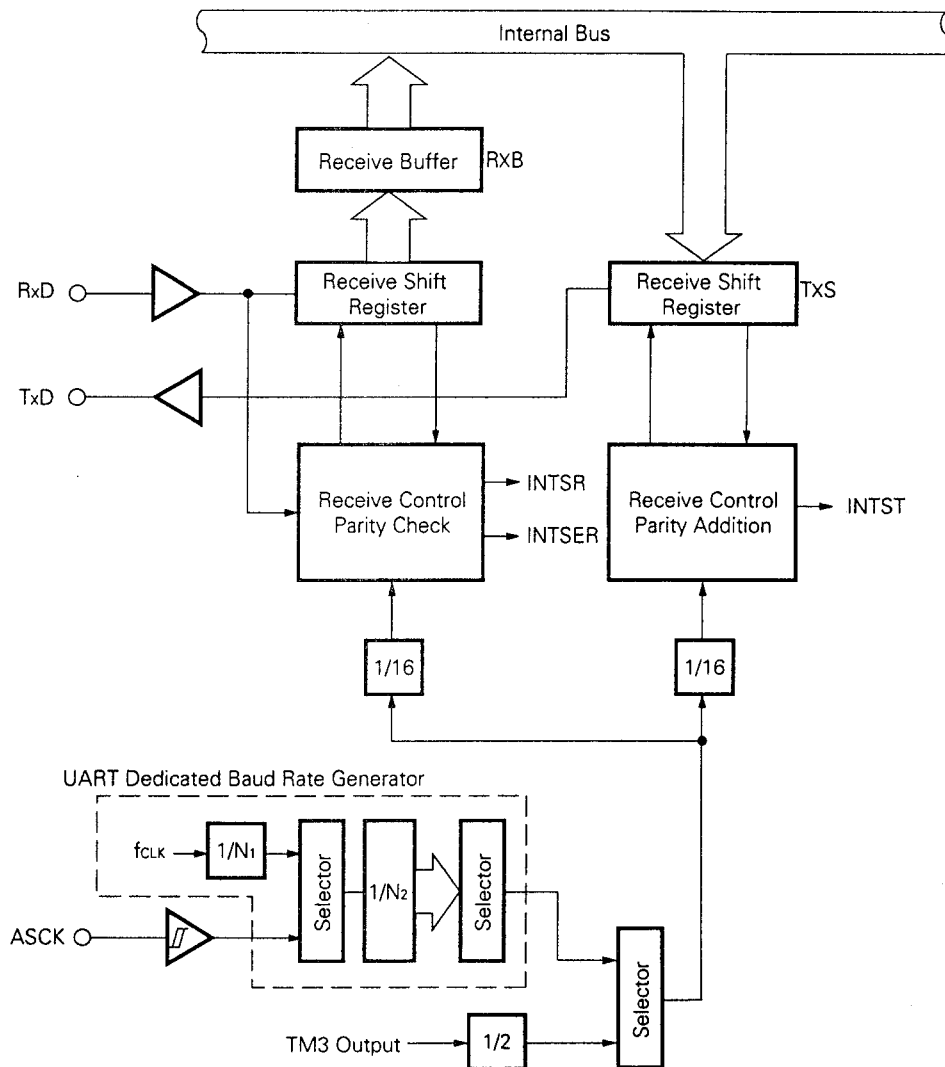 Internal Bus
Receive Buffer
RxB
RxD
Receive Shift
Register
Receive Shift
Register
TxS
TxD
Receive Control
Parity Check
INTSR
INTSER
Receive Control
Parity Addition
INTST
1/16
1/16
UART Dedicated Baud Rate Generator
fCLK
1/N1
Selector
1/N2
Selector
ASCK
Selector
TM3 Output
1/2